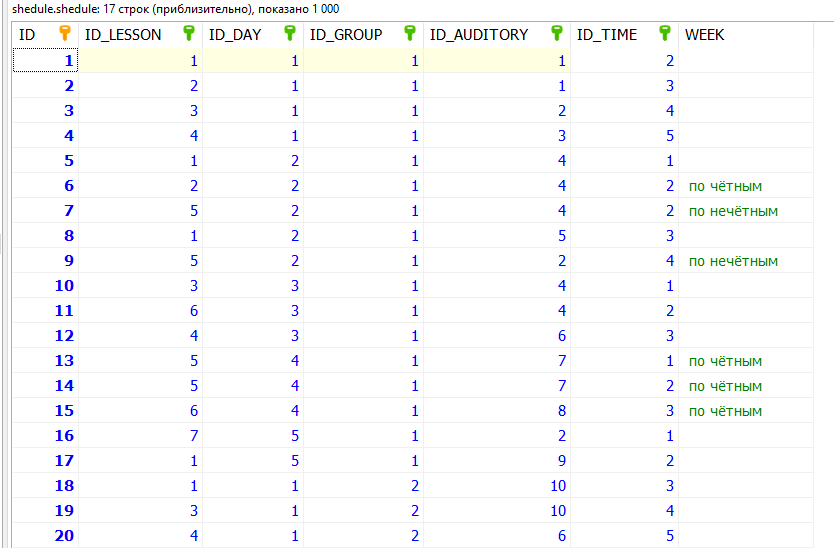 shedule.shedule: 17 строк (приблизительно), показано 1 000
ID ID_LESSON ID_DAY ID_GROUP ID_AUDITORY ID_TIME WEEK
1 1 1 1 1 2
2 2 1 1 1 3
3 3 1 1 2 4
4 4 1 1 3 5
5 1 2 1 4 1
6 2 2 1 4 2 по чётным
7 5 2 1 4 2 по нечётным
8 1 2 1 5 3
9 5 2 1 2 4 по нечётным
10 3 3 1 4 1
11 6 3 1 4 2
12 4 3 1 6 3
13 5 4 1 7 1 по чётным
14 5 4 1 7 2 по чётным
15 6 4 1 8 3 по чётным
16 7 5 1 2 1
17 1 5 1 9 2
18 1 1 2 10 3
19 3 1 2 10 4
20 4 1 2 6 5